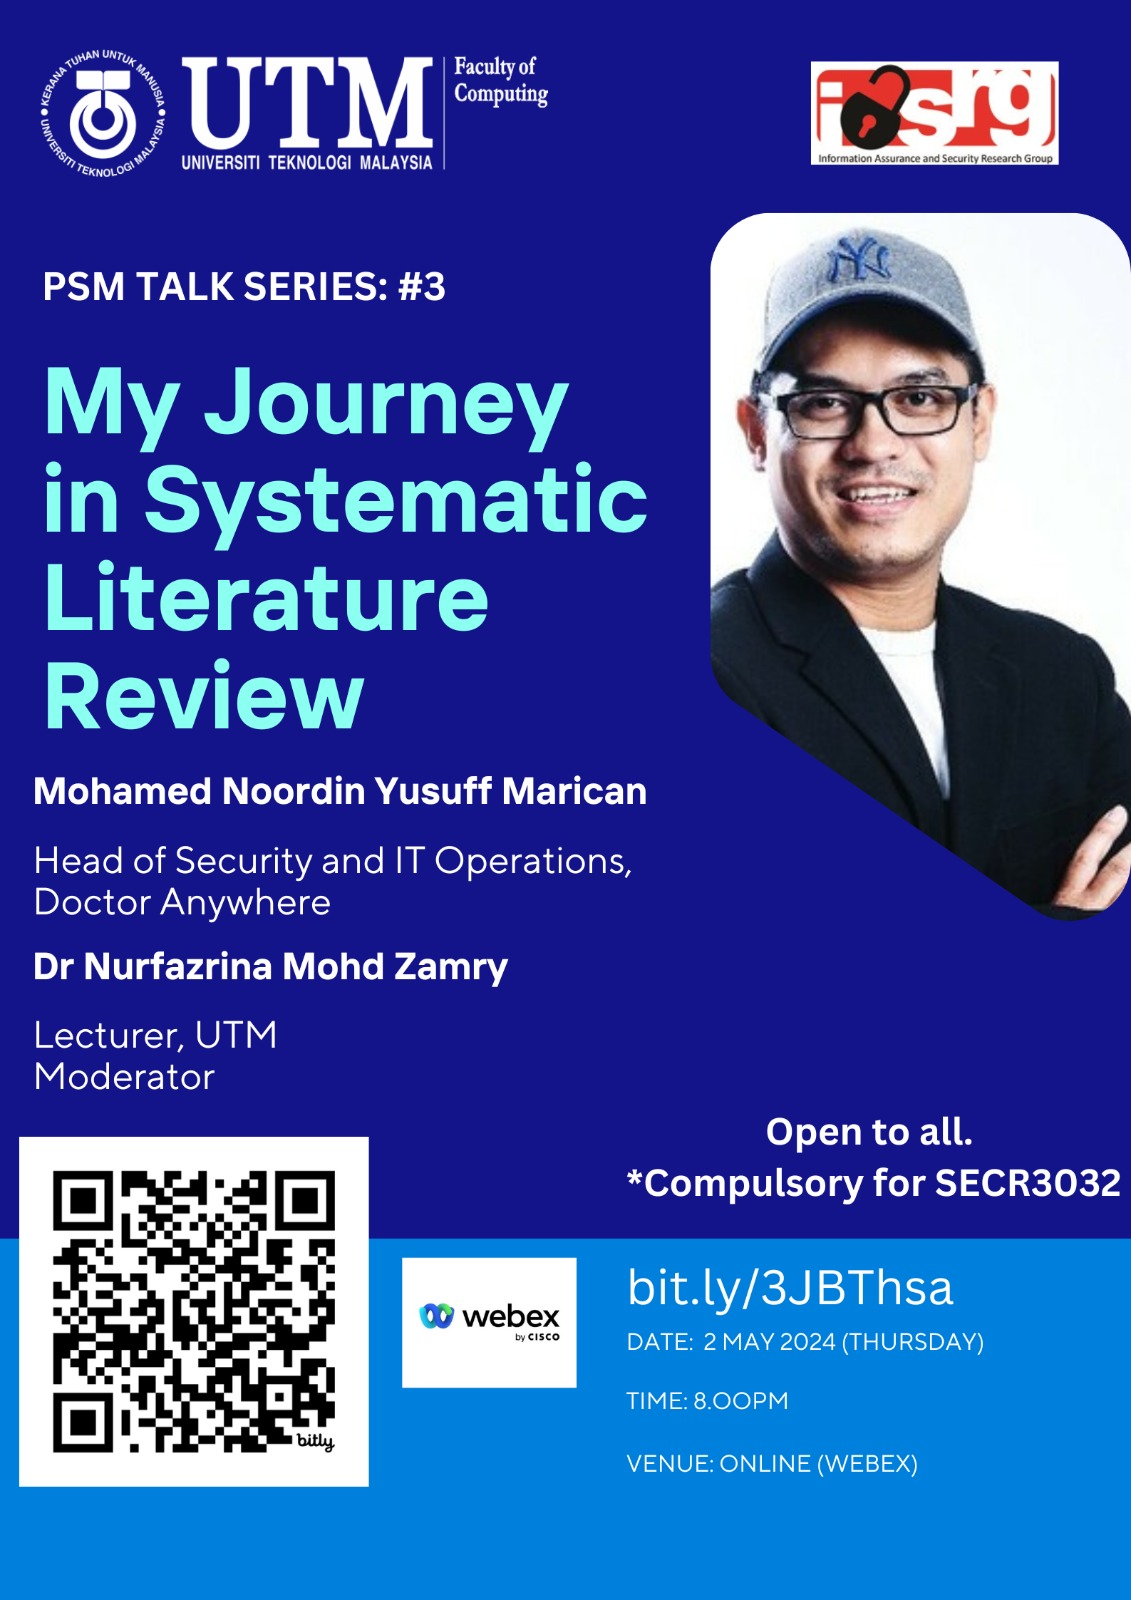 KERANA TUHAN UNTUK MANUSIA
UNIVERSITI TEKNOLOGI MALAYSIA
UTM
UNIVERSITI TEKNOLOGI MALAYSIA
Faculty of
Computing
iasrg
Information Assurance and Security Research Group
NY
PSM TALK SERIES: #3
My Journey
in Systematic
Literature
Review
Mohamed Noordin Yusuff Marican
Head of Security and IT Operations,
Doctor Anywhere
Dr Nurfazrina Mohd Zamry
Lecturer, UTM
Moderator
Open to all.
*Compulsory for SECR3032
bitly
webex
by CISCO
bit.ly/3JBThsa
DATE: 2 MAY 2024 (THURSDAY)
TIME: 8.00PM
VENUE: ONLINE (WEBEX)